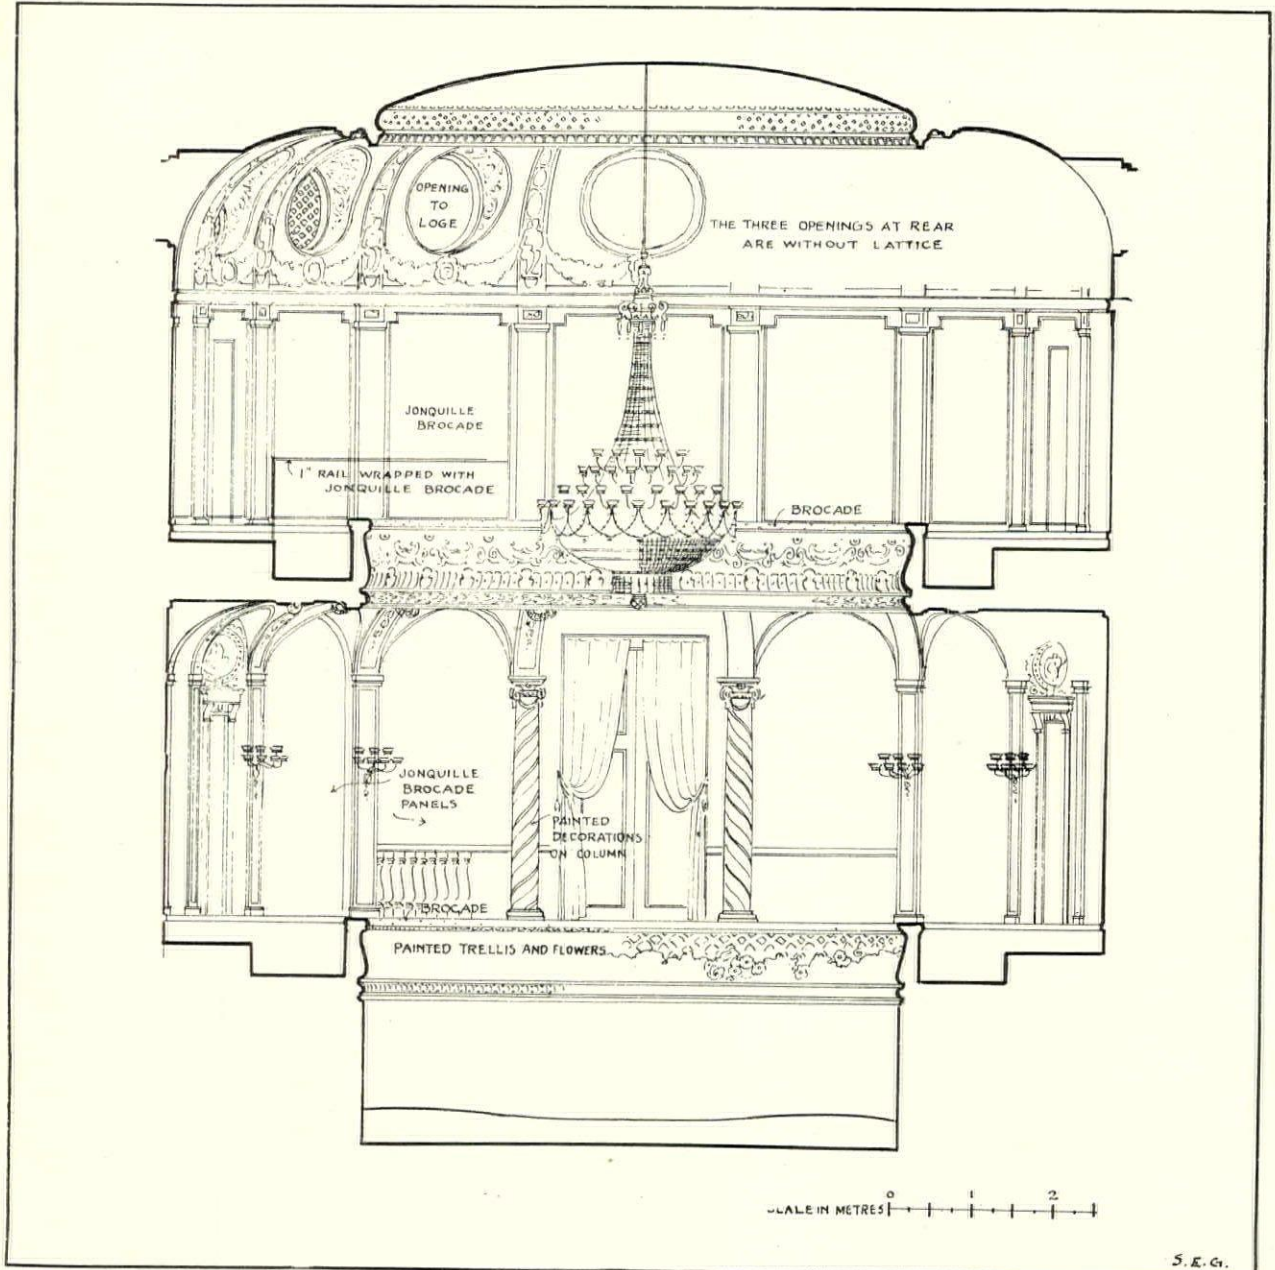 OPENING
TO
LOGE
THE THREE OPENINGS AT REAR
ARE WITHOUT LATTICE
JONQUILLE
BROCADE
1" RAIL WRAPPED WITH
JONQUILLE BROCADE
BROCADE
JONQUILLE
BROCADE
PANELS
PAINTED
DECORATIONS
ON COLUMN
BROCADE
PAINTED TRELLIS AND FLOWERS
SCALE IN METRES
0 1 2
S.E.G.